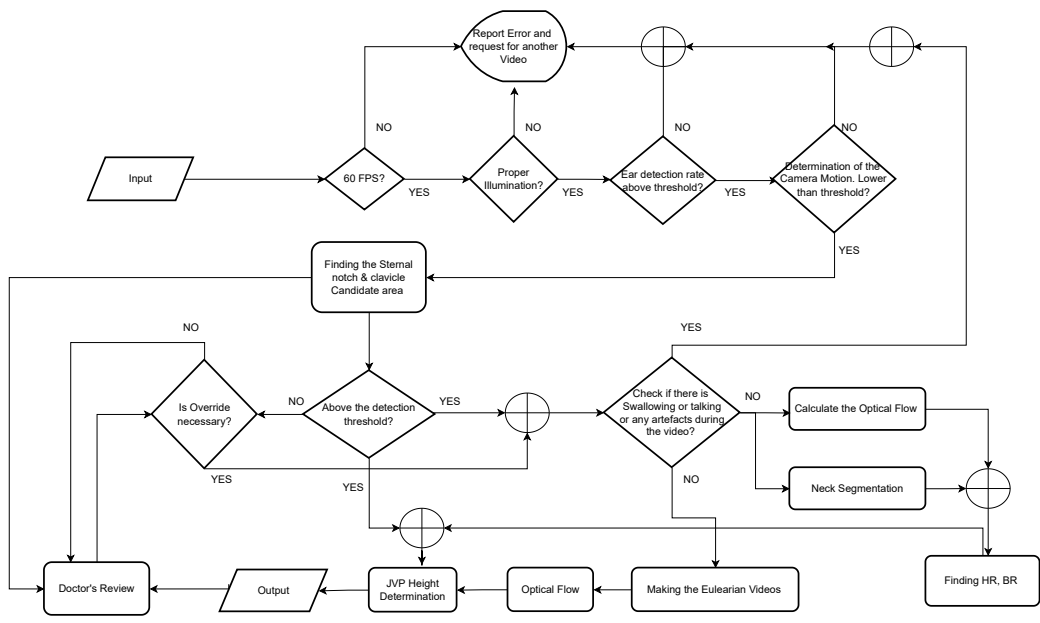 Report Error and
request for another
Video
NO
NO
NO
NO
Input
60 FPS?
YES
Proper
Illumination?
YES
Ear detection rate
above threshold?
YES
Determination of the
Camera Motion. Lower
than threshold?
YES
Finding the Sternal
notch & clavicle
Candidate area
NO
YES
Is Override
necessary?
NO
Above the detection
threshold?
YES
Check if there is
Swallowing or talking
or any artefacts during
the video?
NO
Calculate the Optical Flow
YES
YES
NO
Neck Segmentation
Doctor's Review
Output
JVP Height
Determination
Optical Flow
Making the Eulearian Videos
Finding HR, BR